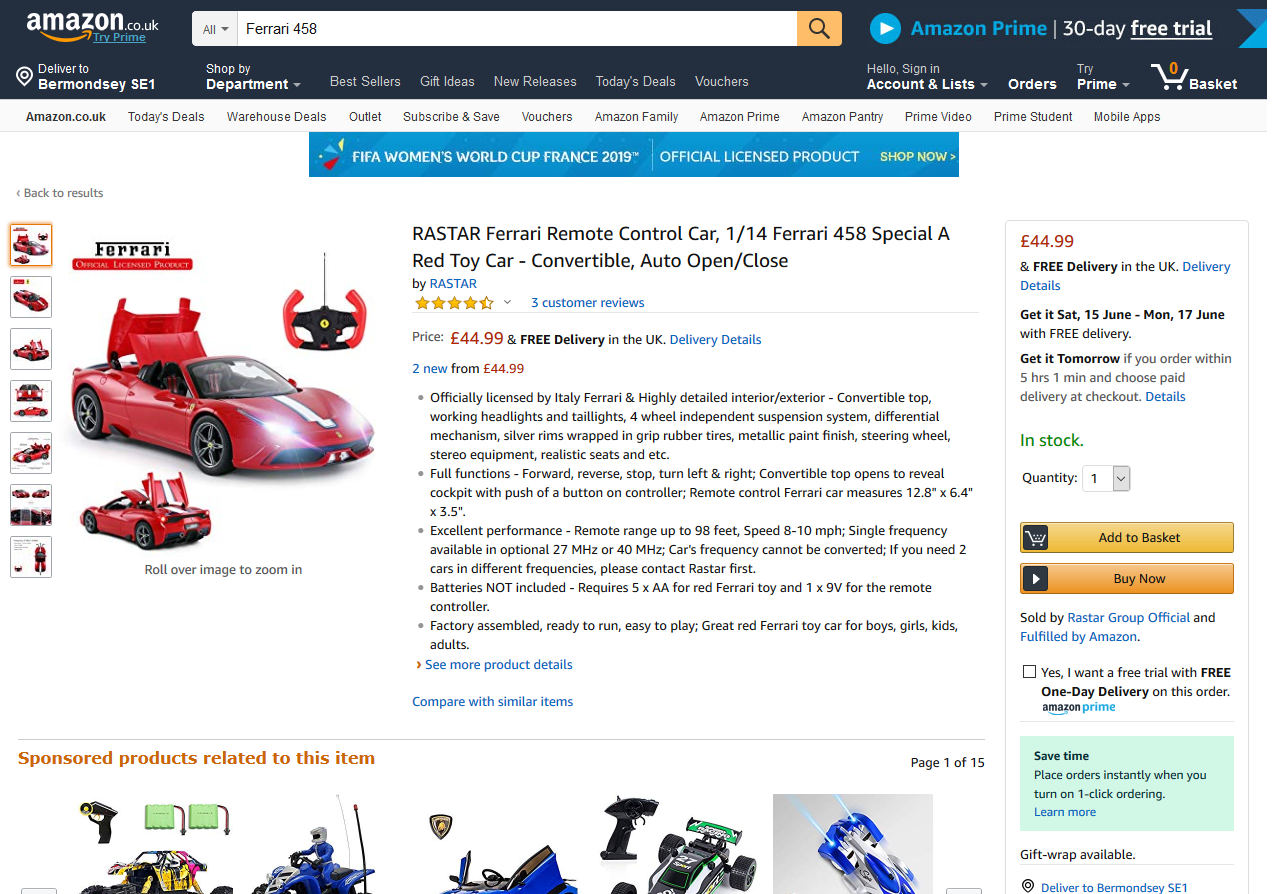 amazon.co.uk
Try Prime
All
Ferrari 458
Amazon Prime | 30-day free trial
Deliver to
Bermondsey SE1
Shop by
Department
Best Sellers
Gift Ideas
New Releases
Today's Deals
Vouchers
Hello, Sign in
Account & Lists
Orders
Try
Prime
0
Basket
Amazon.co.uk
Today's Deals
Warehouse Deals
Outlet
Subscribe & Save
Vouchers
Amazon Family
Amazon Prime
Amazon Pantry
Prime Video
Prime Student
Mobile Apps
FIFA WOMEN'S WORLD CUP FRANCE 2019™
OFFICIAL LICENSED PRODUCT
SHOP NOW >
‹ Back to results
Ferrari
OFFICIAL LICENSED PRODUCT
Roll over image to zoom in
RASTAR Ferrari Remote Control Car, 1/14 Ferrari 458 Special A
Red Toy Car - Convertible, Auto Open/Close
by RASTAR
3 customer reviews
Price: £44.99 & FREE Delivery in the UK. Delivery Details
2 new from £44.99
Officially licensed by Italy Ferrari & Highly detailed interior/exterior - Convertible top,
working headlights and taillights, 4 wheel independent suspension system, differential
mechanism, silver rims wrapped in grip rubber tires, metallic paint finish, steering wheel,
stereo equipment, realistic seats and etc.
Full functions - Forward, reverse, stop, turn left & right; Convertible top opens to reveal
cockpit with push of a button on controller; Remote control Ferrari car measures 12.8" x 6.4"
x 3.5".
Excellent performance - Remote range up to 98 feet, Speed 8-10 mph; Single frequency
available in optional 27 MHz or 40 MHz; Car's frequency cannot be converted; If you need 2
cars in different frequencies, please contact Rastar first.
Batteries NOT included - Requires 5 x AA for red Ferrari toy and 1 x 9V for the remote
controller.
Factory assembled, ready to run, easy to play; Great red Ferrari toy car for boys, girls, kids,
adults.
› See more product details
Compare with similar items
£44.99
& FREE Delivery in the UK. Delivery
Details
Get it Sat, 15 June - Mon, 17 June
with FREE delivery.
Get it Tomorrow if you order within
5 hrs 1 min and choose paid
delivery at checkout. Details
In stock.
Quantity: 1
Add to Basket
Buy Now
Sold by Rastar Group Official and
Fulfilled by Amazon.
Yes, I want a free trial with FREE
One-Day Delivery on this order.
amazon prime
Save time
Place orders instantly when you
turn on 1-click ordering.
Learn more
Gift-wrap available.
Deliver to Bermondsey SE1
Sponsored products related to this item
Page 1 of 15